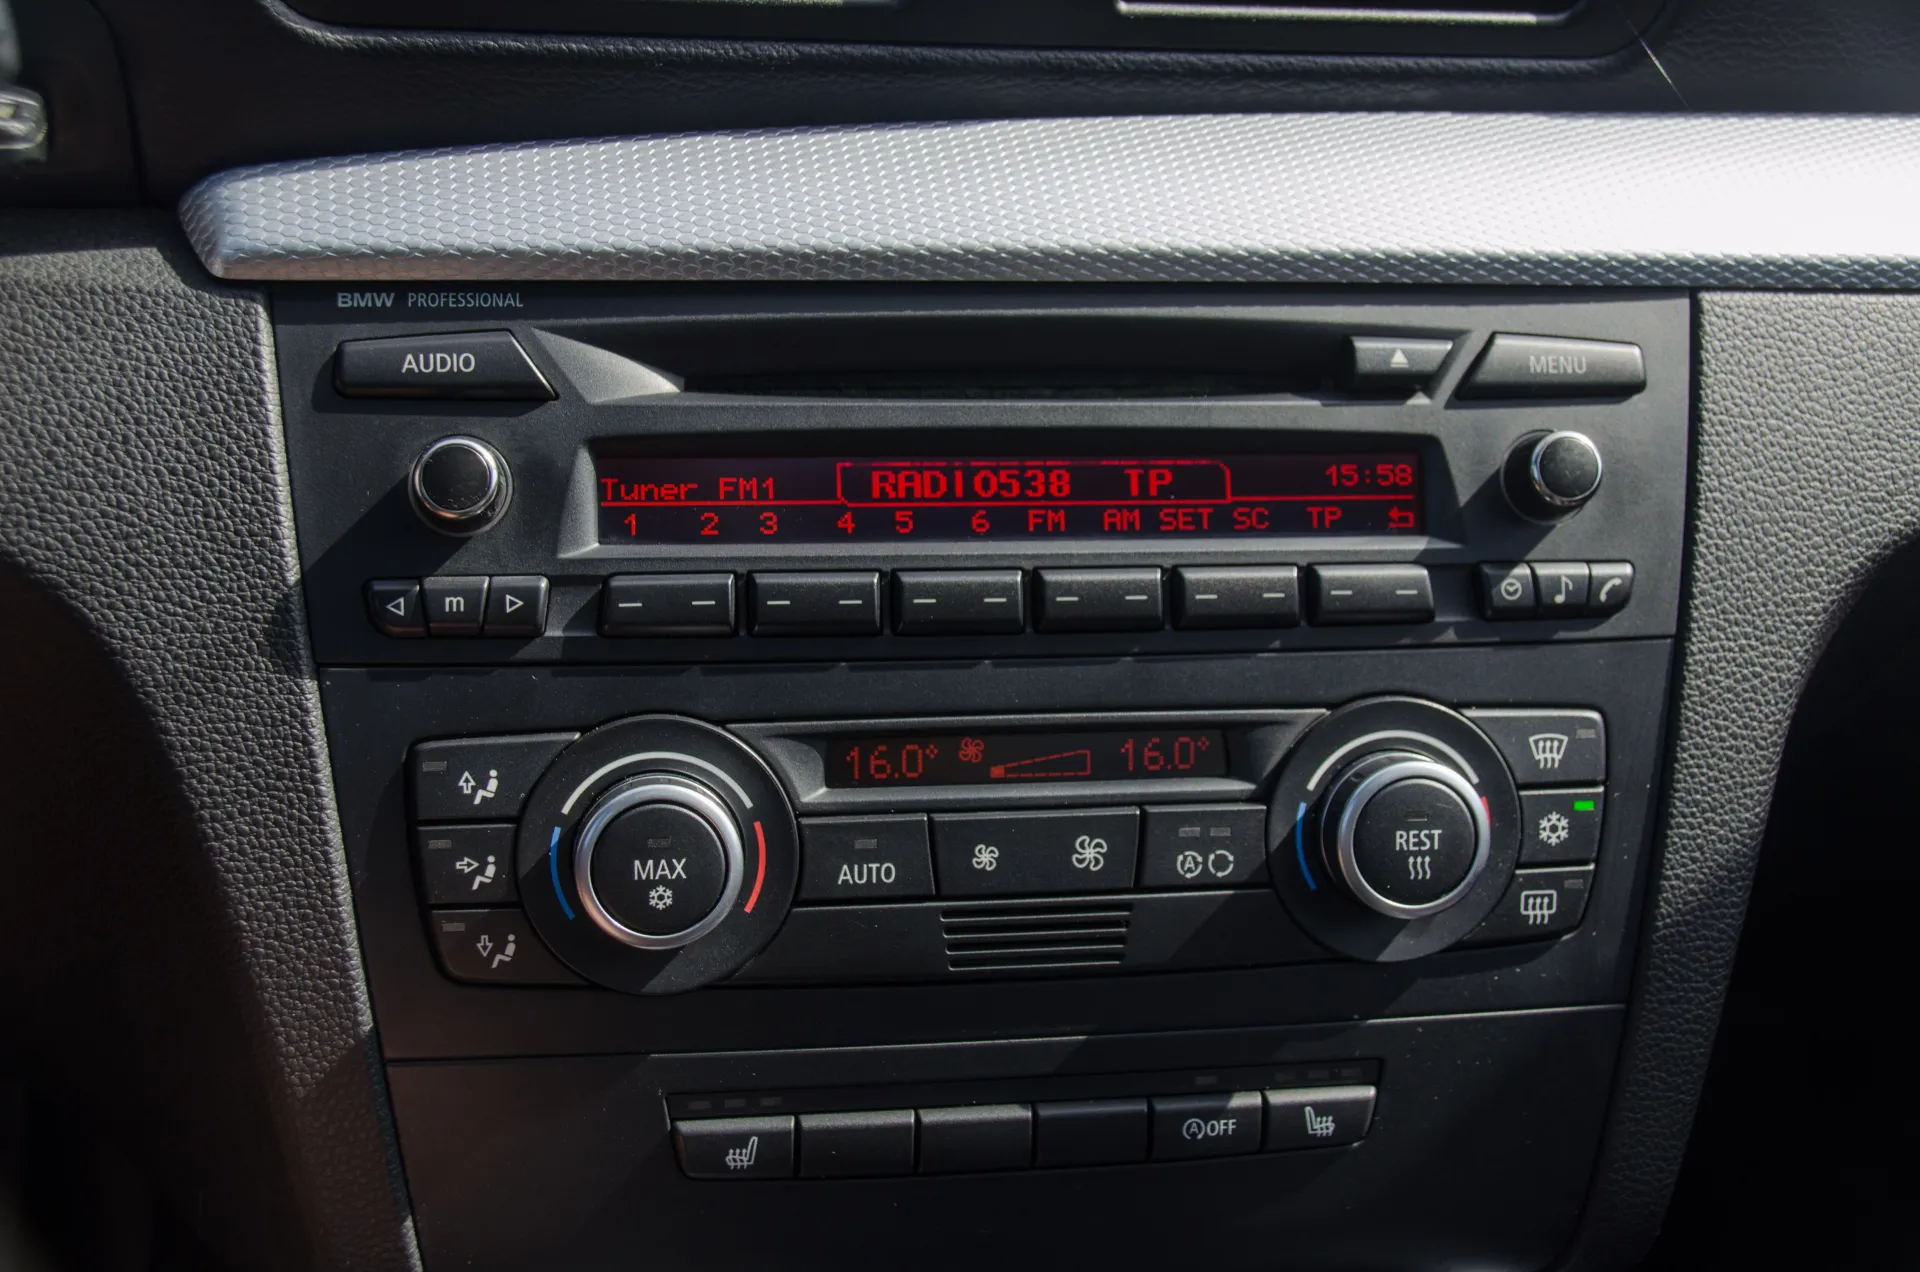 BMW PROFESSIONAL
AUDIO
MENU
Tuner FM1 RADIO538 TP 15:58
1 2 3 4 5 6 FM AM SET SC TP
m
16.0° 16.0°
MAX
AUTO
A
REST
A OFF